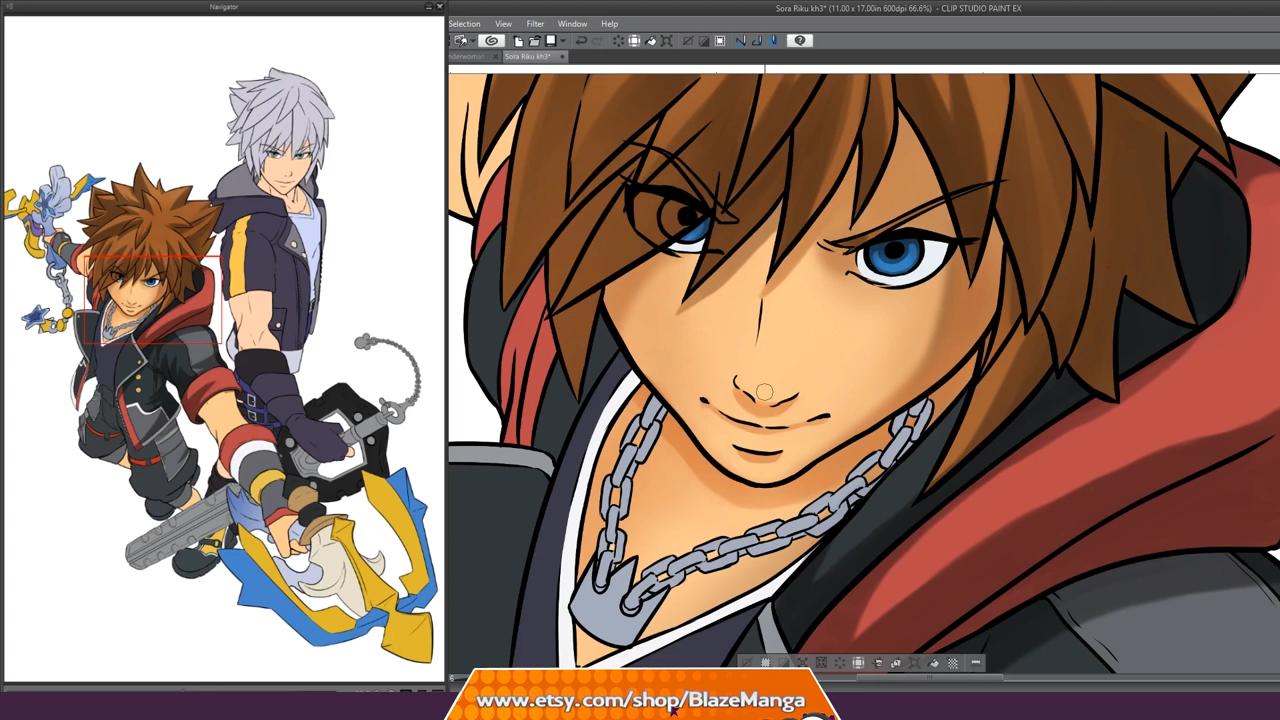 Navigator
Sora Riku kh3* (11.00 x 17.00in 600dpi 66.6%) - CLIP STUDIO PAINT EX
Selection View Filter Window Help
nderwoman Sora Riku kh3*
www.etsy.com/shop/BlazeManga